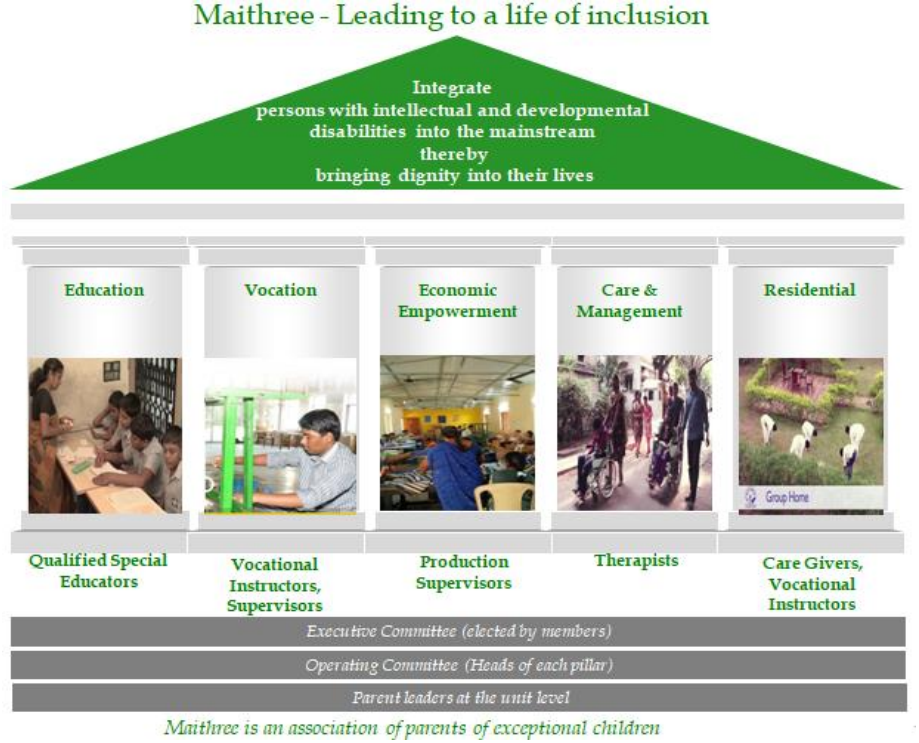 Maithree - Leading to a life of inclusion
Integrate
persons with intellectual and developmental
disabilities into the mainstream
thereby
bringing dignity into their lives
Education
Vocation
Economic
Empowerment
Care &
Management
Residential
Group Home
Qualified Special
Educators
Vocational
Instructors,
Supervisors
Production
Supervisors
Therapists
Care Givers,
Vocational
Instructors
Executive Committee (elected by members)
Operating Committee (Heads of each pillar)
Parent leaders at the unit level
Maithree is an association of parents of exceptional children